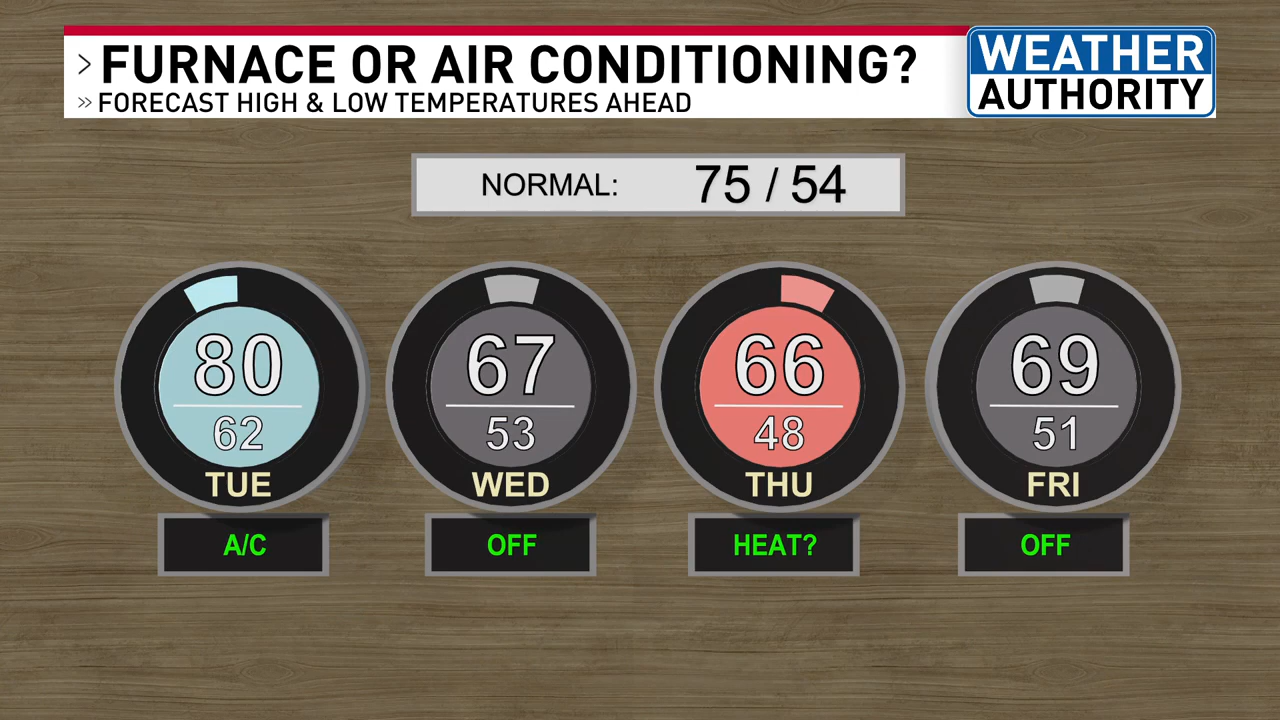 > FURNACE OR AIR CONDITIONING?
» FORECAST HIGH & LOW TEMPERATURES AHEAD
WEATHER
AUTHORITY
NORMAL: 75 / 54
80
62
TUE
A/C
67
53
WED
OFF
66
48
THU
HEAT?
69
51
FRI
OFF